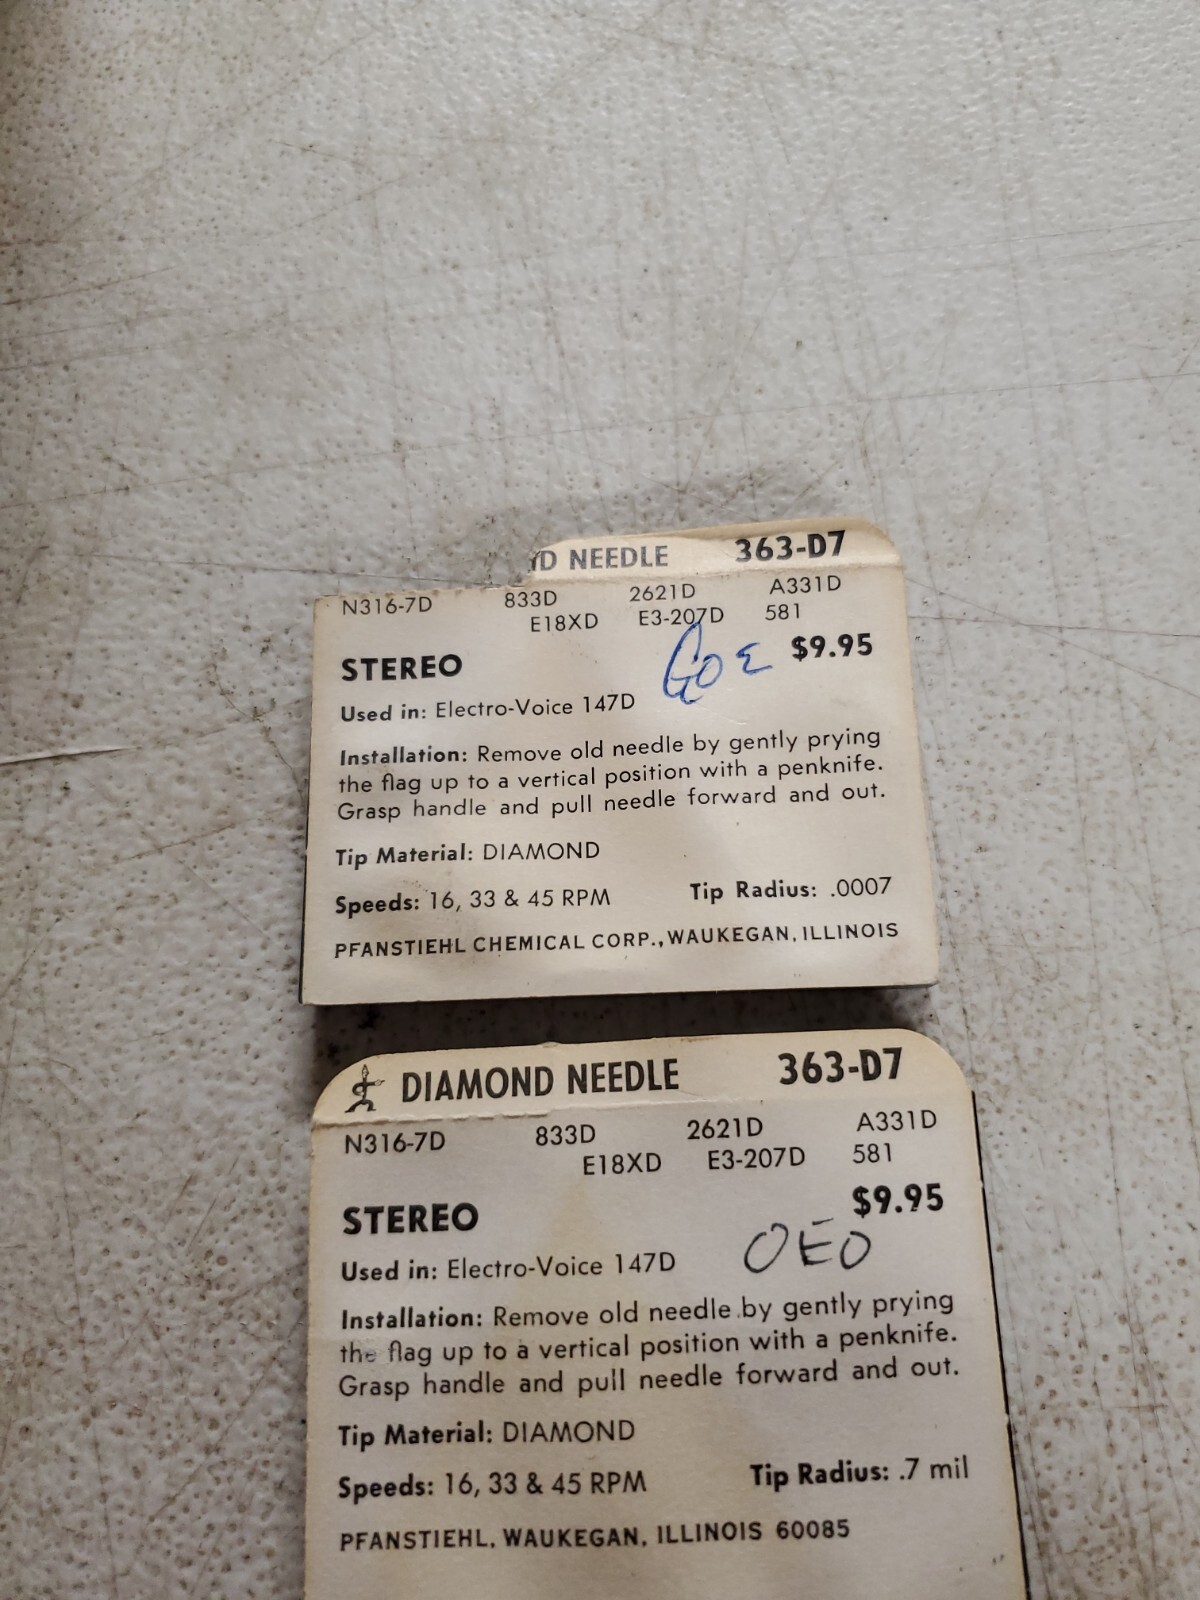 D NEEDLE 363-D7
N316-7D 833D 2621D A331D
E18XD E3-207D 581
$9.95
STEREO
GOE
Used in: Electro-Voice 147D
Installation: Remove old needle by gently prying
the flag up to a vertical position with a penknife.
Grasp handle and pull needle forward and out.
Tip Material: DIAMOND
Speeds: 16, 33 & 45 RPM Tip Radius: .0007
PFANSTIEHL CHEMICAL CORP., WAUKEGAN, ILLINOIS
DIAMOND NEEDLE 363-D7
N316-7D 833D 2621D A331D
E18XD E3-207D 581
$9.95
STEREO
OEO
Used in: Electro-Voice 147D
Installation: Remove old needle by gently prying
the flag up to a vertical position with a penknife.
Grasp handle and pull needle forward and out.
Tip Material: DIAMOND
Speeds: 16, 33 & 45 RPM Tip Radius: .7 mil
PFANSTIEHL, WAUKEGAN, ILLINOIS 60085